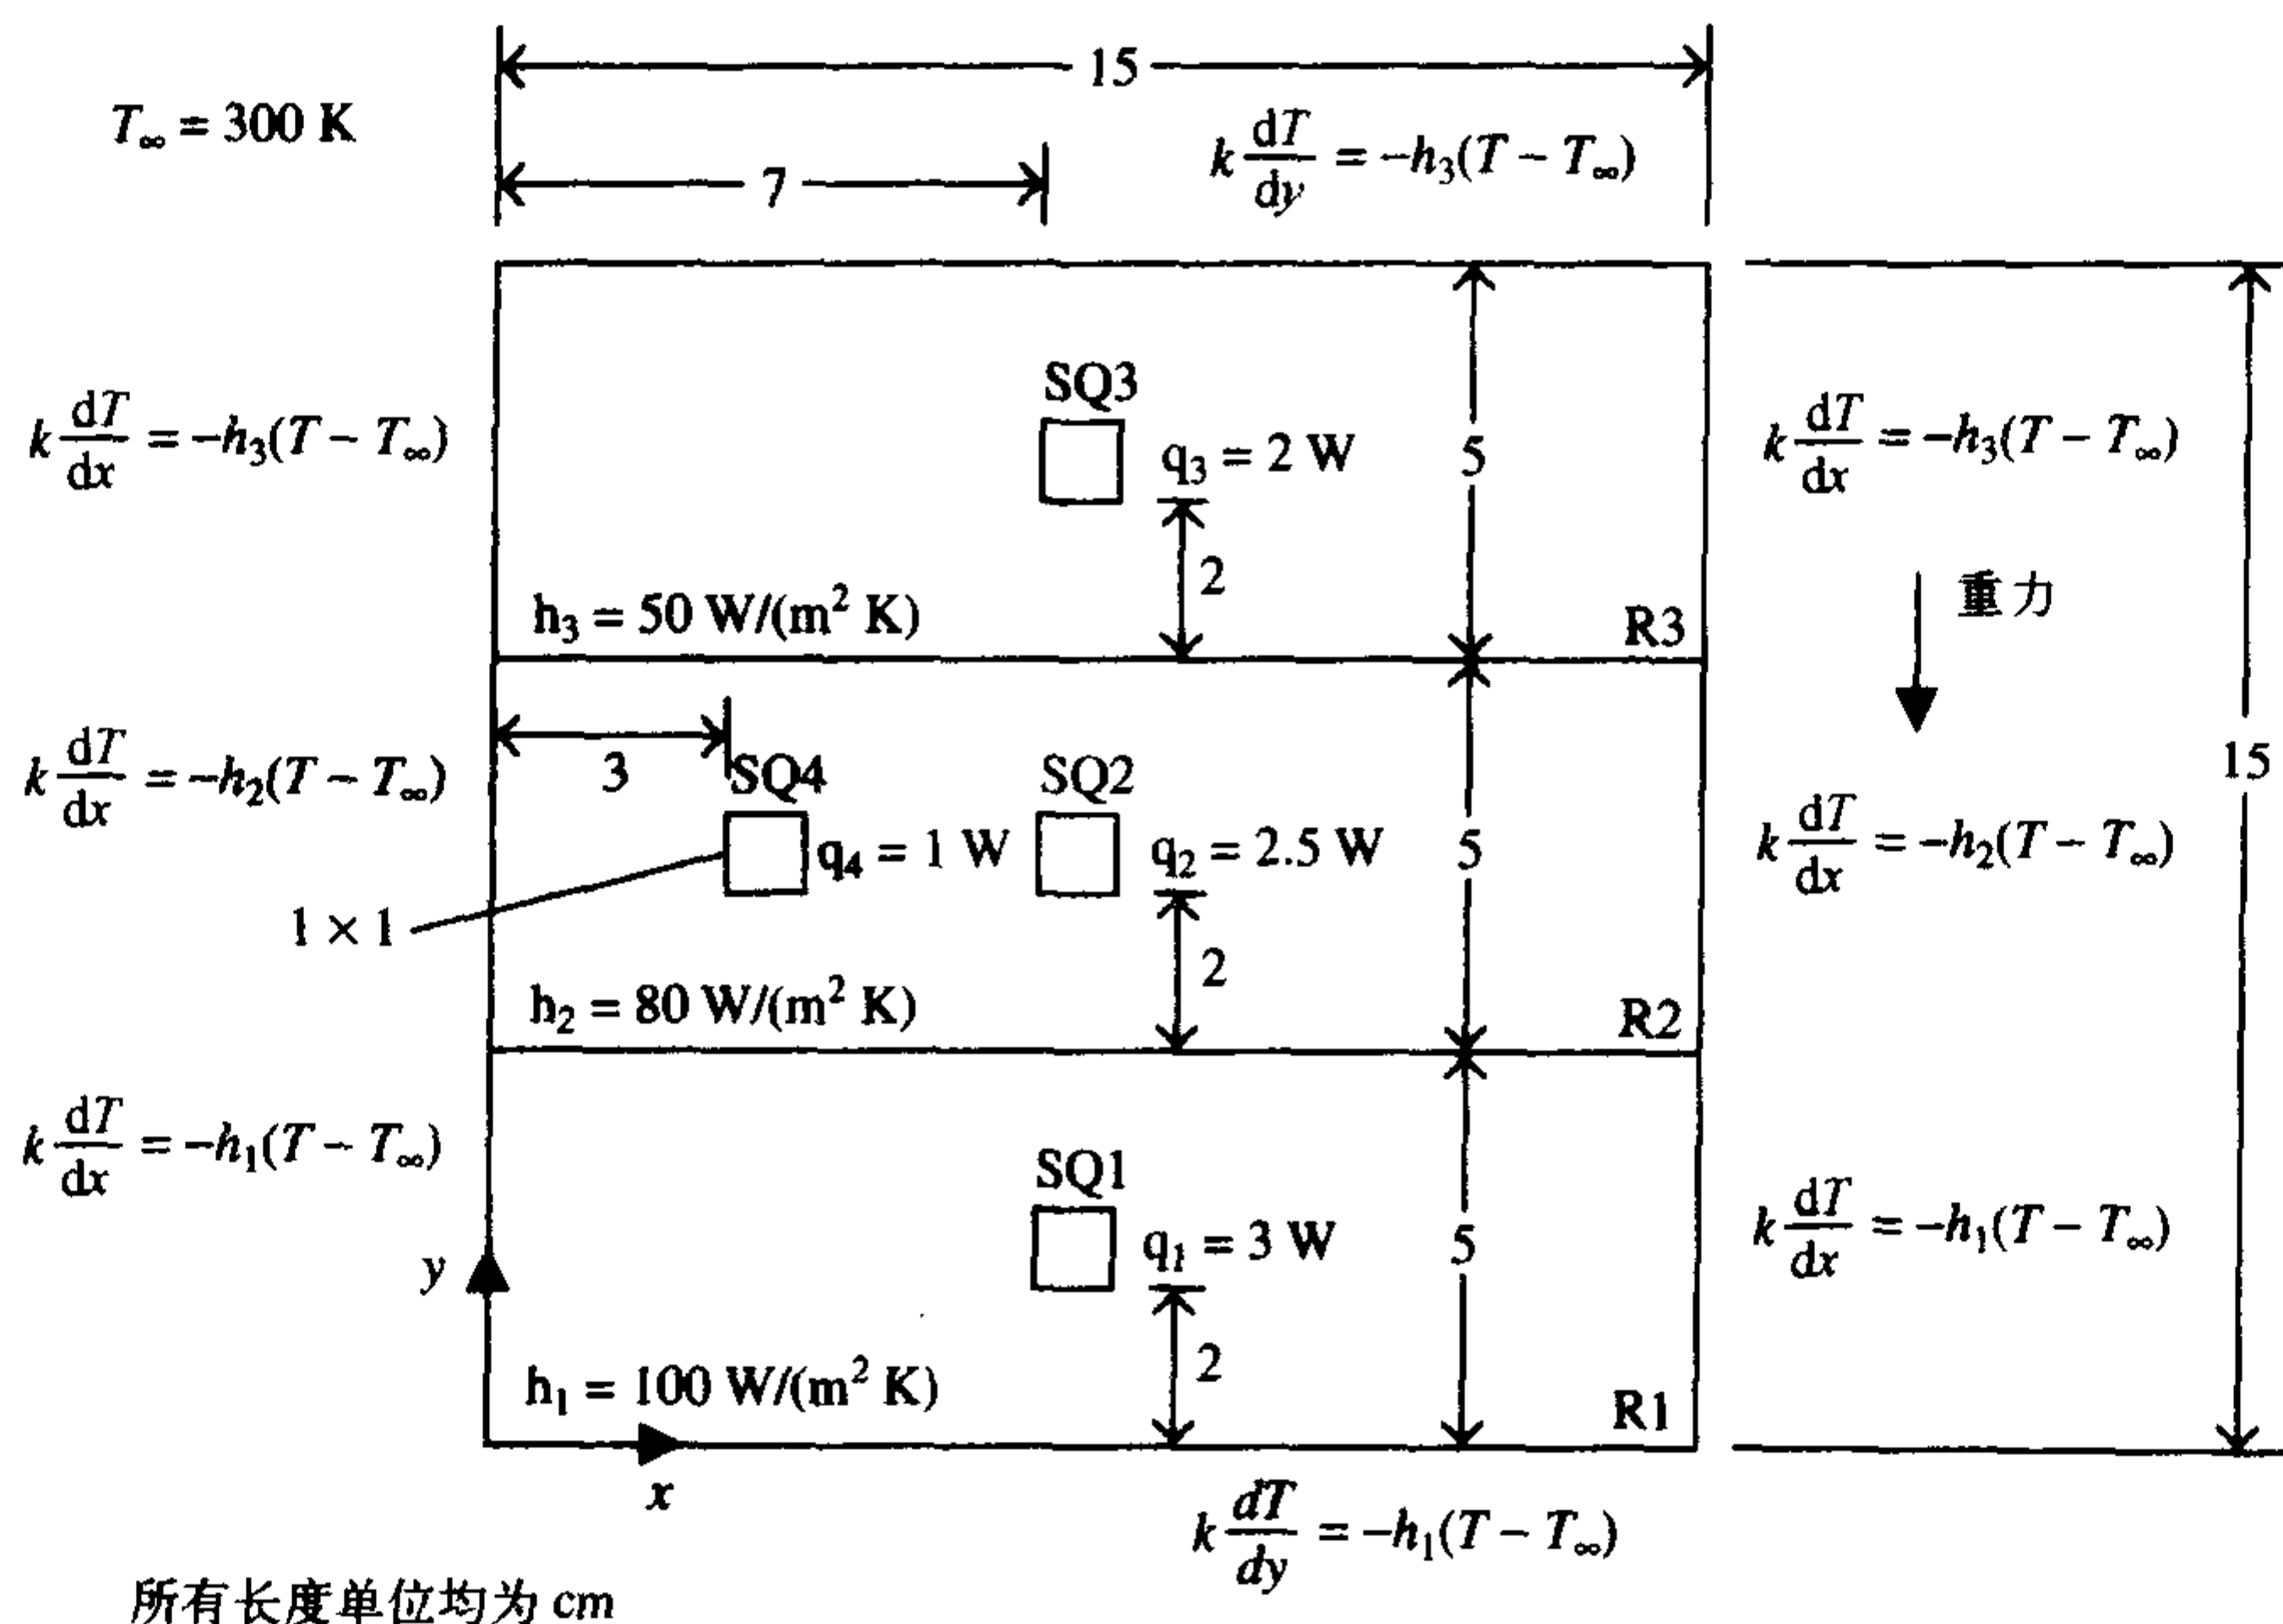 15
T∞ = 300 K
k dT/dy = −h₃(T − T∞)
7
SQ3
k dT/dx = −h₃(T − T∞)
q₃ = 2 W
5
k dT/dx = −h₃(T − T∞)
2
重力
h₃ = 50 W/(m² K)
R3
3
SQ4
SQ2
15
k dT/dx = −h₂(T − T∞)
q₄ = 1 W
q₂ = 2.5 W
5
k dT/dx = −h₂(T − T∞)
1 × 1
2
h₂ = 80 W/(m² K)
R2
k dT/dx = −h₁(T − T∞)
SQ1
q₁ = 3 W
5
k dT/dx = −h₁(T − T∞)
y
2
h₁ = 100 W/(m² K)
R1
x
k dT/dy = −h₁(T − T∞)
所有长度单位均为 cm